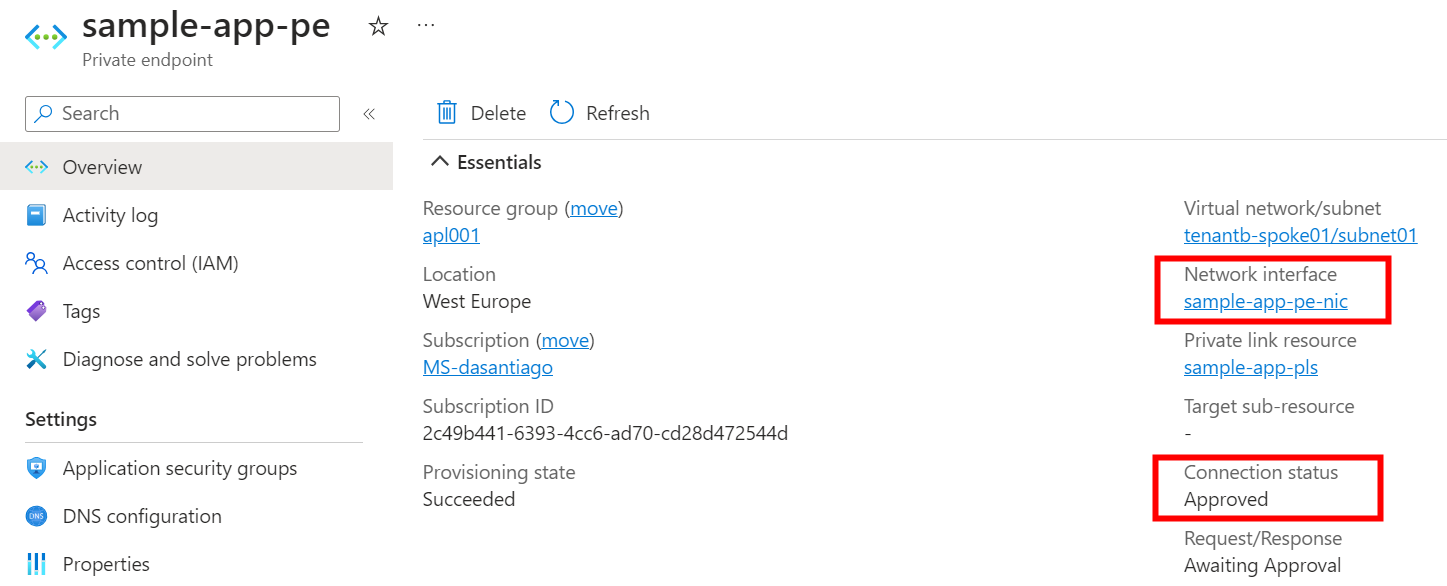 sample-app-pe
Private endpoint
Search
Overview
Activity log
Access control (IAM)
Tags
Diagnose and solve problems
Settings
Application security groups
DNS configuration
Properties
Delete
Refresh
Essentials
Resource group (move)
apl001
Location
West Europe
Subscription (move)
MS-dasantiago
Subscription ID
2c49b441-6393-4cc6-ad70-cd28d472544d
Provisioning state
Succeeded
Virtual network/subnet
tenantb-spoke01/subnet01
Network interface
sample-app-pe-nic
Private link resource
sample-app-pls
Target sub-resource
-
Connection status
Approved
Request/Response
Awaiting Approval